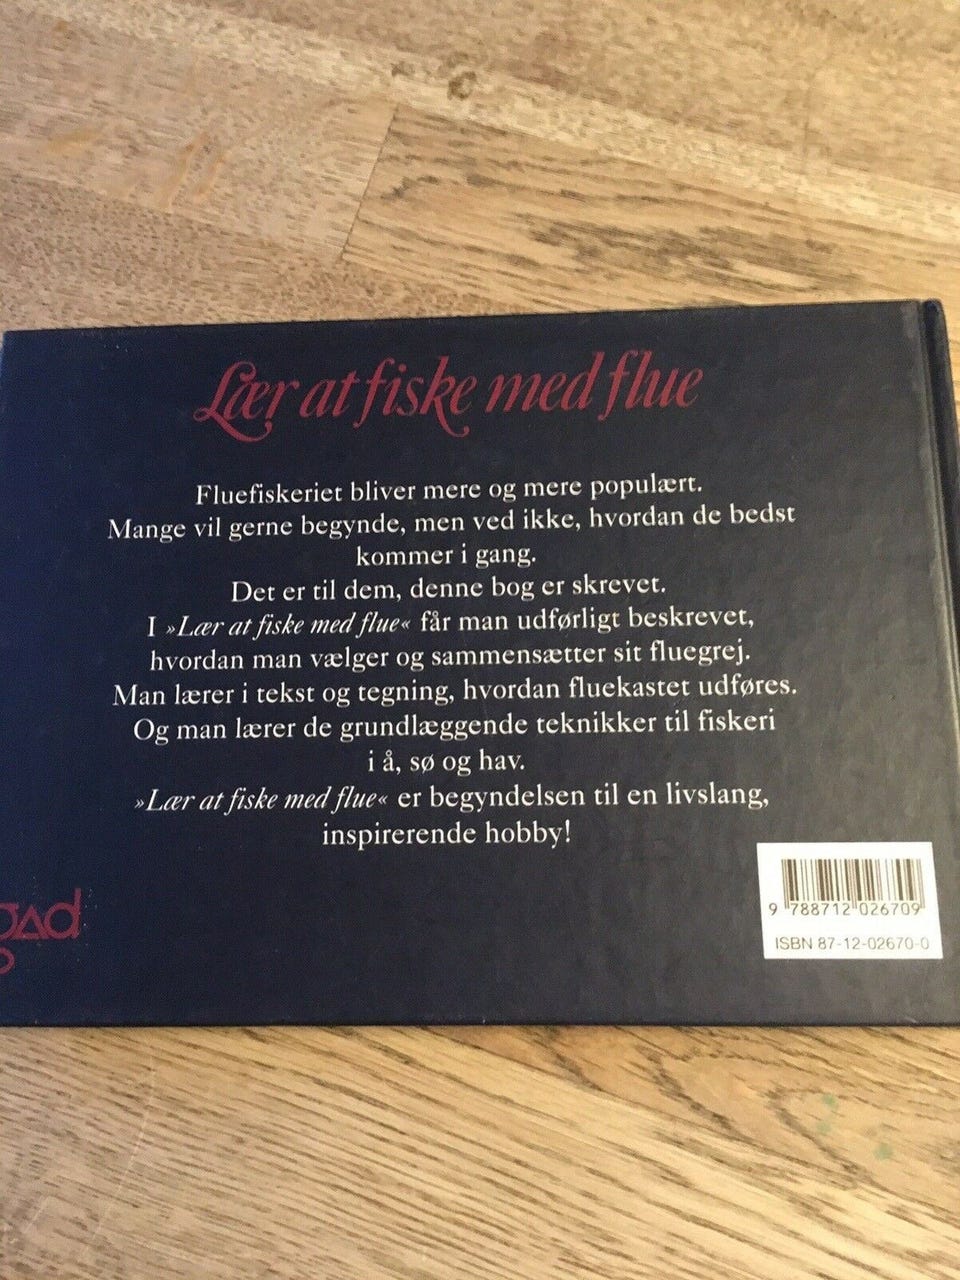 Lær at fiske med flue
Fluefiskeriet bliver mere og mere populært.
Mange vil gerne begynde, men ved ikke, hvordan de bedst
kommer i gang.
Det er til dem, denne bog er skrevet.
I »Lær at fiske med flue« får man udførligt beskrevet,
hvordan man vælger og sammensætter sit fluegrej.
Man lærer i tekst og tegning, hvordan fluekastet udføres.
Og man lærer de grundlæggende teknikker til fiskeri
i å, sø og hav.
»Lær at fiske med flue« er begyndelsen til en livslang,
inspirerende hobby!
gad
9 788712 026709
ISBN 87-12-02670-0